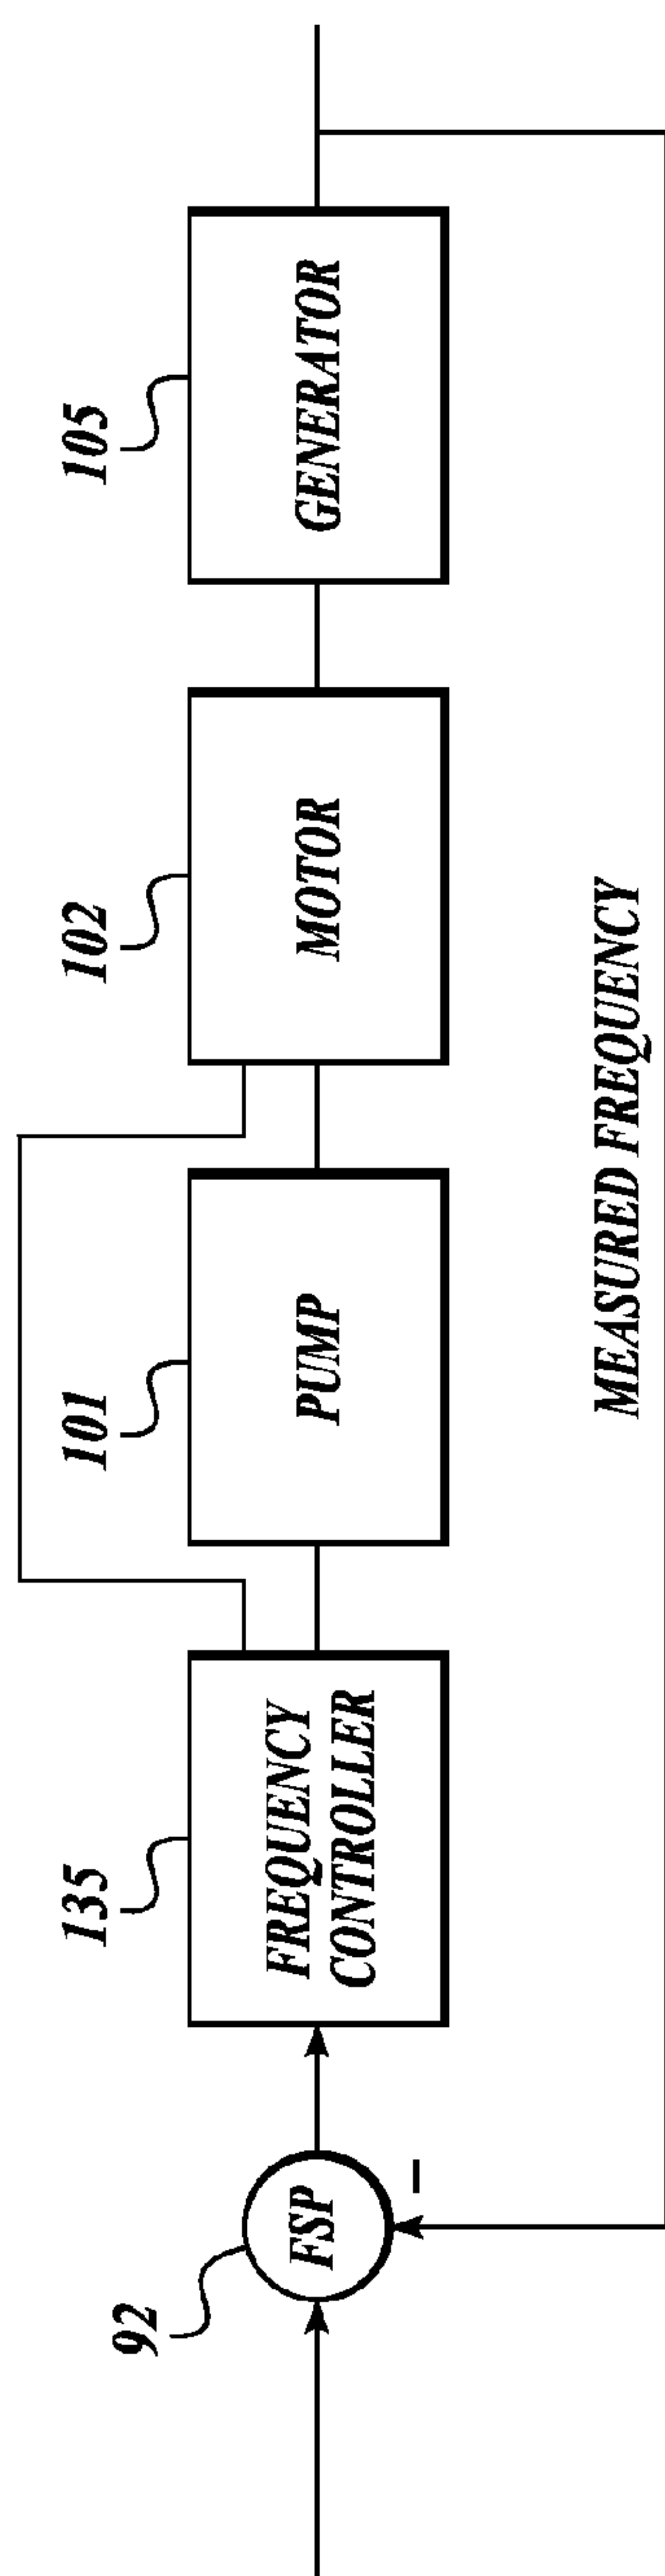 92
FSP
135
FREQUENCY
CONTROLLER
101
PUMP
102
MOTOR
105
GENERATOR
–
MEASURED FREQUENCY